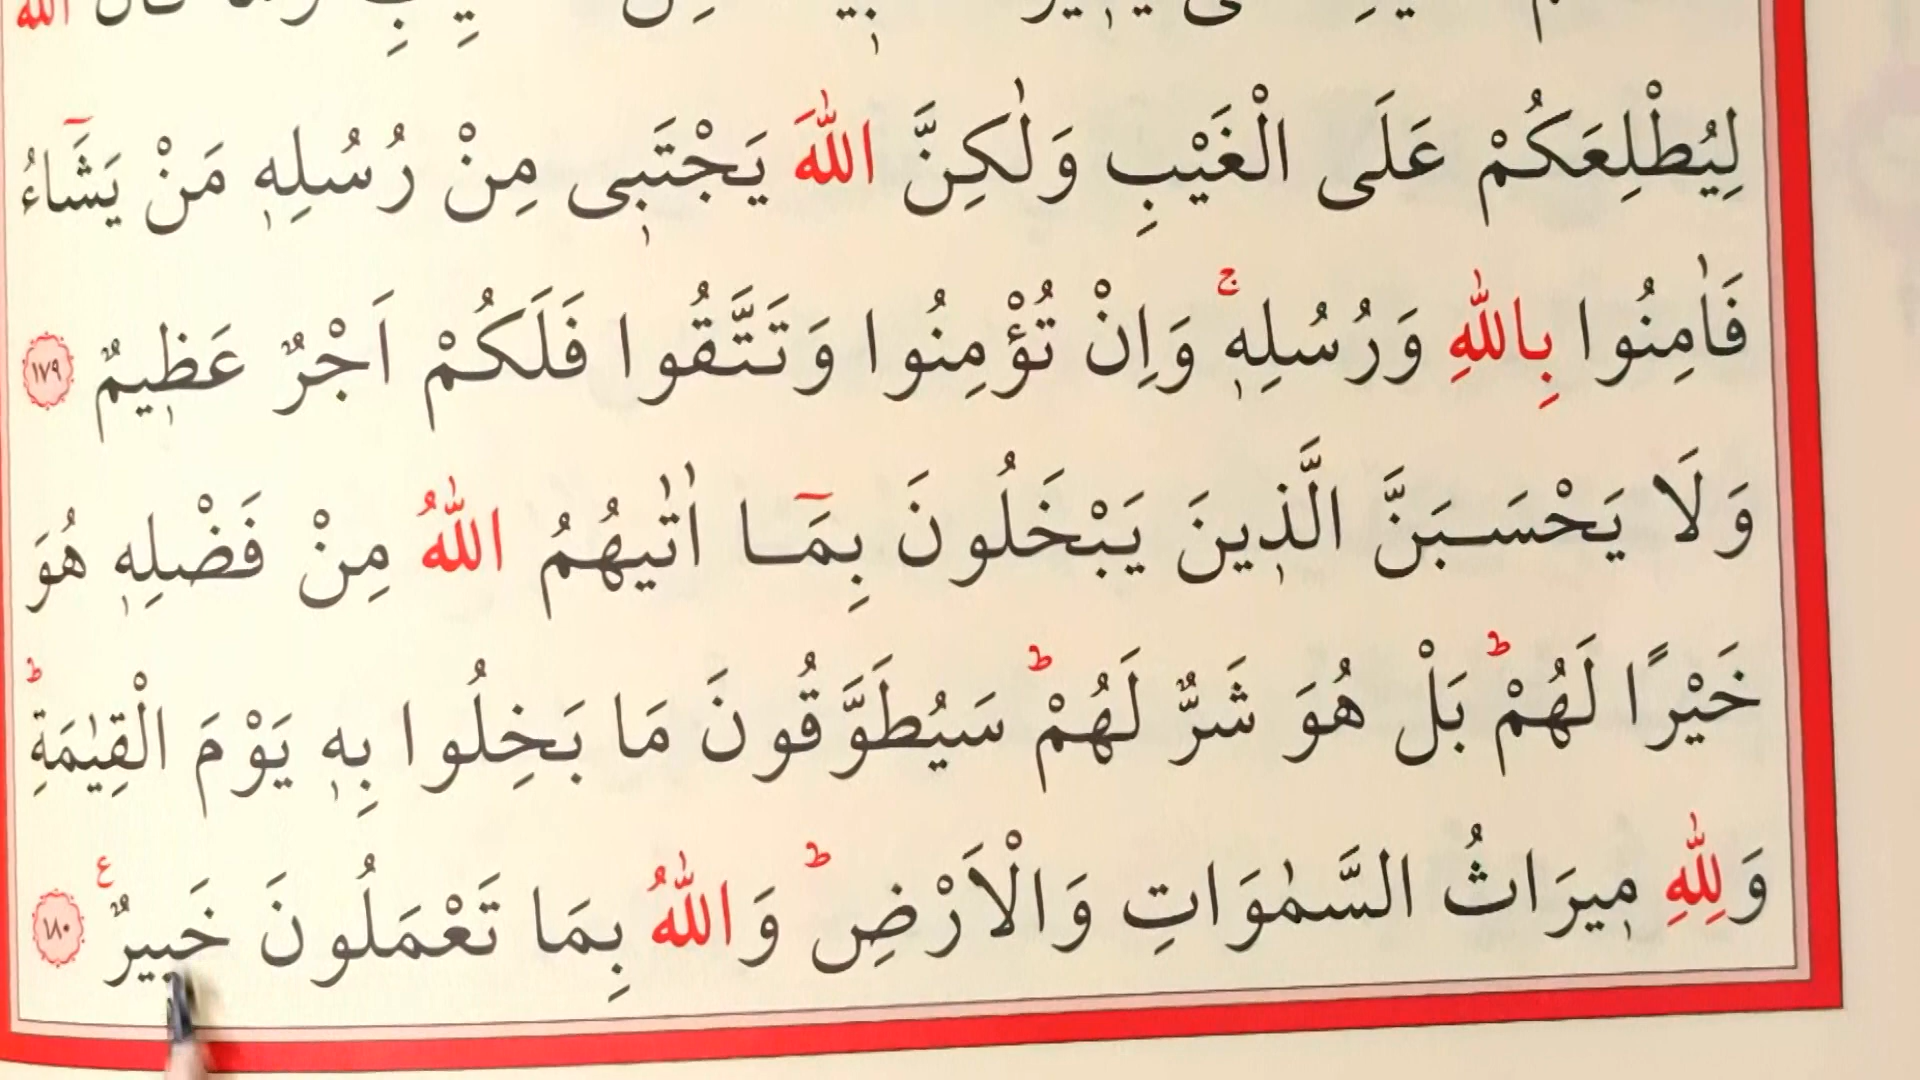 الله
لِيُطْلِعَكُمْ عَلَى الْغَيْبِ وَلٰكِنَّ اللّٰهَ يَجْتَب۪ى مِنْ رُسُلِه۪ مَنْ يَشَٓاءُ
فَاٰمِنُوا بِاللّٰهِ وَرُسُلِه۪ۚ وَاِنْ تُؤْمِنُوا وَتَتَّقُوا فَلَكُمْ اَجْرٌ عَظ۪يمٌ ١٧٩
وَلَا يَحْسَبَنَّ الَّذ۪ينَ يَبْخَلُونَ بِمَٓا اٰتٰيهُمُ اللّٰهُ مِنْ فَضْلِه۪ هُوَ
خَيْرًا لَهُمْۜ بَلْ هُوَ شَرٌّ لَهُمْۜ سَيُطَوَّقُونَ مَا بَخِلُوا بِه۪ يَوْمَ الْقِيٰمَةِۜ
وَلِلّٰهِ م۪يرَاثُ السَّمٰوَاتِ وَالْاَرْضِۜ وَاللّٰهُ بِمَا تَعْمَلُونَ خَبِيرٌ ع ١٨٠